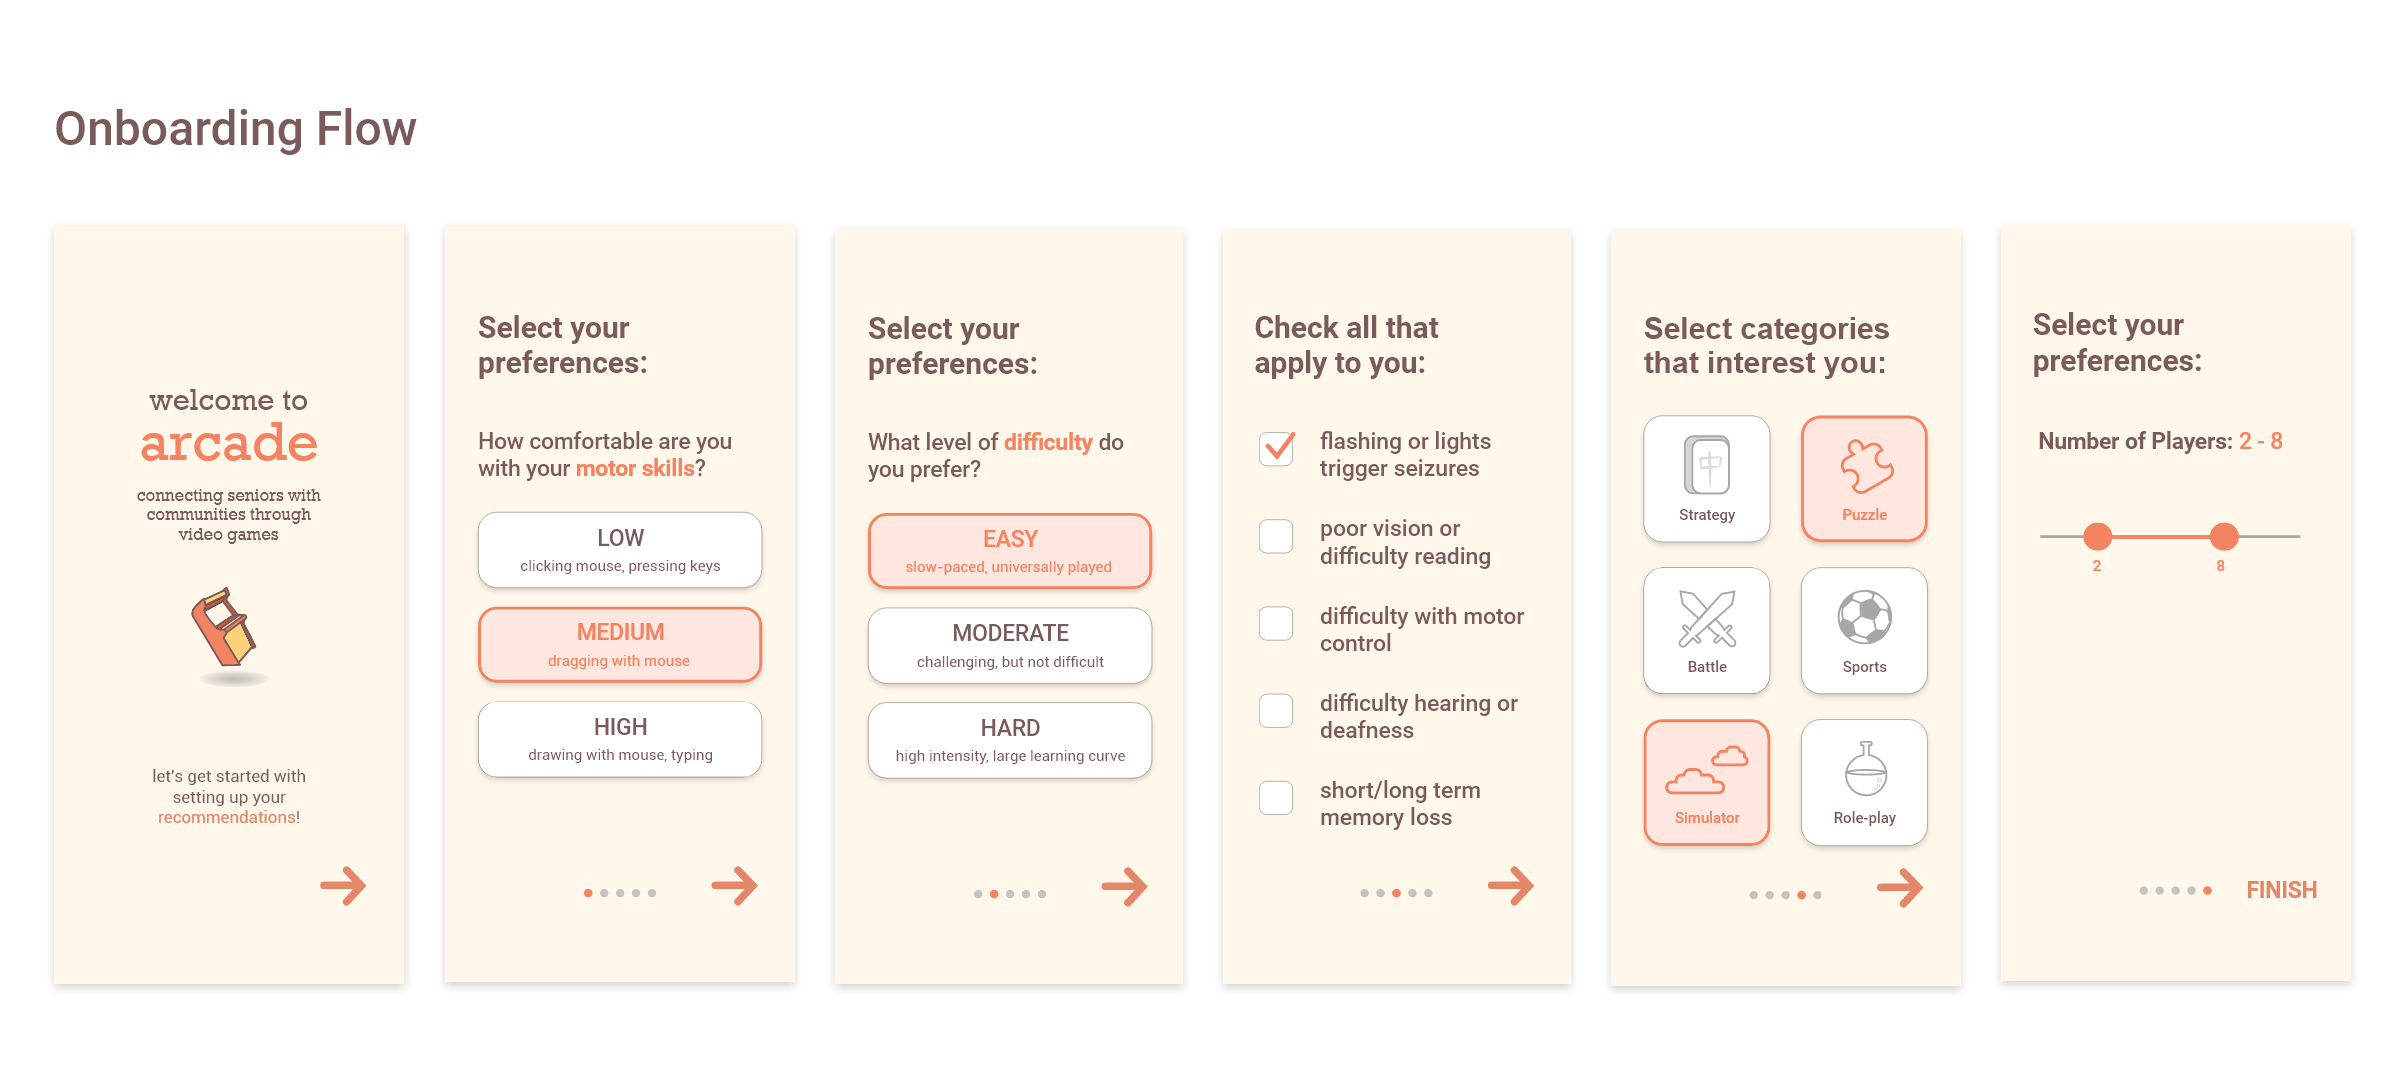 Onboarding Flow
welcome to
arcade
connecting seniors with
communities through
video games
let's get started with
setting up your
recommendations!
Select your
preferences:
How comfortable are you
with your motor skills?
LOW
clicking mouse, pressing keys
MEDIUM
dragging with mouse
HIGH
drawing with mouse, typing
Select your
preferences:
What level of difficulty do
you prefer?
EASY
slow-paced, universally played
MODERATE
challenging, but not difficult
HARD
high intensity, large learning curve
Check all that
apply to you:
flashing or lights
trigger seizures
poor vision or
difficulty reading
difficulty with motor
control
difficulty hearing or
deafness
short/long term
memory loss
Select categories
that interest you:
Strategy
Puzzle
Battle
Sports
Simulator
Role-play
Select your
preferences:
Number of Players: 2 - 8
2
8
FINISH